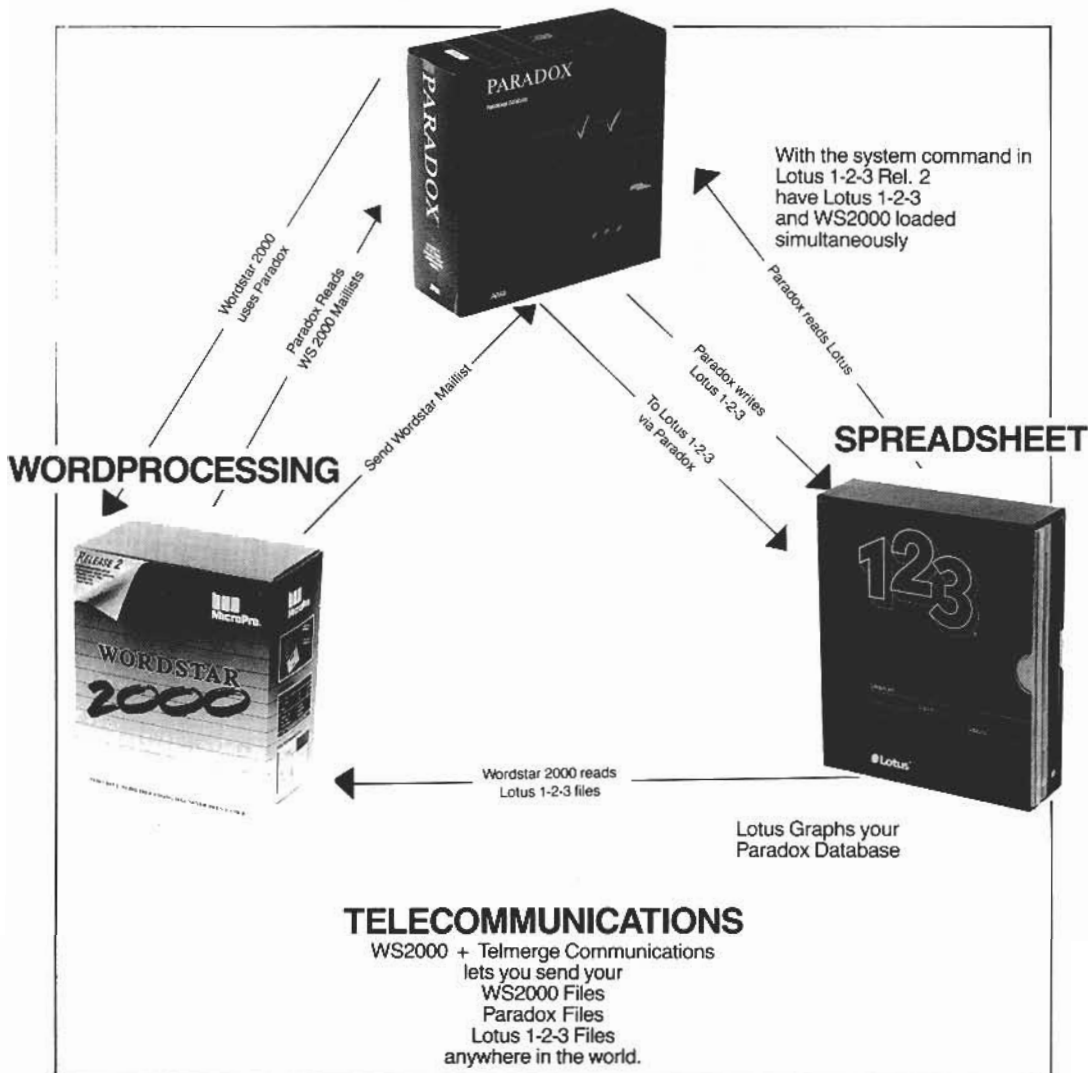 PARADOX
PARADOX
With the system command in
Lotus 1-2-3 Rel. 2
have Lotus 1-2-3
and WS2000 loaded
simultaneously
Wordstar 2000
uses Paradox
Paradox Reads
WS 2000 Maillists
Send Wordstar Maillist
To Lotus 1-2-3
via Paradox
Paradox writes
Lotus 1-2-3
Paradox reads Lotus
WORDPROCESSING
SPREADSHEET
RELEASE 2
MicroPro
WORDSTAR
2000
123
Lotus
Wordstar 2000 reads
Lotus 1-2-3 files
Lotus Graphs your
Paradox Database
TELECOMMUNICATIONS
WS2000 + Telmerge Communications
lets you send your
WS2000 Files
Paradox Files
Lotus 1-2-3 Files
anywhere in the world.